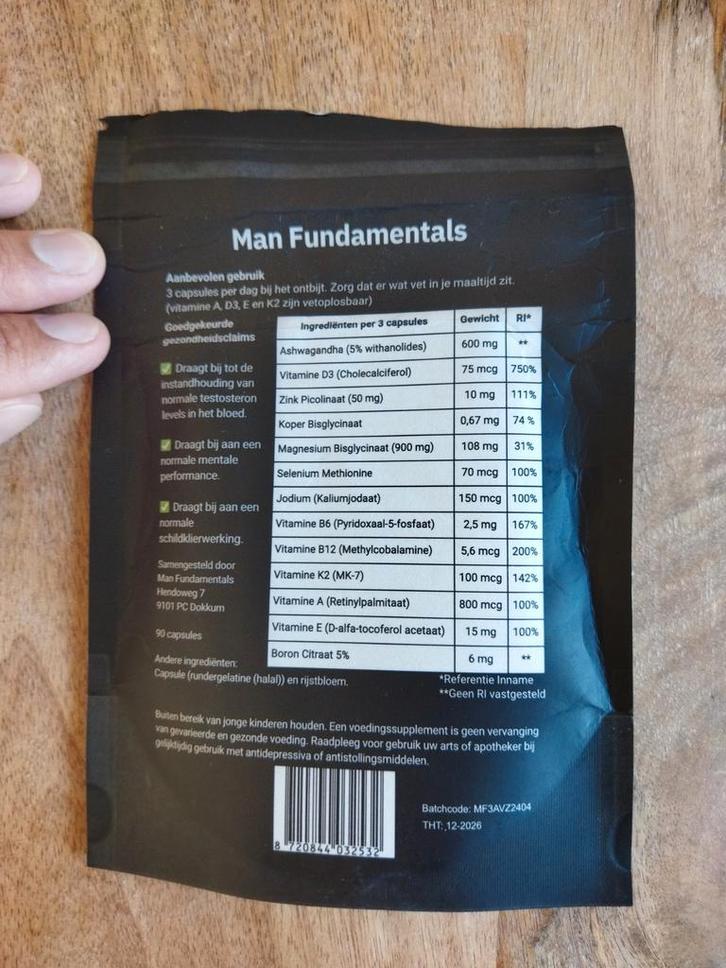 Man Fundamentals
Aanbevolen gebruik
3 capsules per dag bij het ontbijt. Zorg dat er wat vet in je maaltijd zit.
(vitamine A, D3, E en K2 zijn vetoplosbaar)
Goedgekeurde
gezondheidsclaims
✅ Draagt bij tot de
instandhouding van
normale testosteron
levels in het bloed.
✅ Draagt bij aan een
normale mentale
performance.
✅ Draagt bij aan een
normale
schildklierwerking.
Samengesteld door
Man Fundamentals
Hendoweg 7
9101 PC Dokkum
90 capsules
Andere ingrediënten:
Capsule (rundergelatine (halal)) en rijstbloem.
Ingrediënten per 3 capsules Gewicht RI*
Ashwagandha (5% withanolides) 600 mg **
Vitamine D3 (Cholecalciferol) 75 mcg 750%
Zink Picolinaat (50 mg) 10 mg 111%
Koper Bisglycinaat 0,67 mg 74 %
Magnesium Bisglycinaat (900 mg) 108 mg 31%
Selenium Methionine 70 mcg 100%
Jodium (Kaliumjodaat) 150 mcg 100%
Vitamine B6 (Pyridoxaal-5-fosfaat) 2,5 mg 167%
Vitamine B12 (Methylcobalamine) 5,6 mcg 200%
Vitamine K2 (MK-7) 100 mcg 142%
Vitamine A (Retinylpalmitaat) 800 mcg 100%
Vitamine E (D-alfa-tocoferol acetaat) 15 mg 100%
Boron Citraat 5% 6 mg **
*Referentie Inname
**Geen RI vastgesteld
Buiten bereik van jonge kinderen houden. Een voedingssupplement is geen vervanging
van gevarieerde en gezonde voeding. Raadpleeg voor gebruik uw arts of apotheker bij
gelijktijdig gebruik met antidepressiva of antistollingsmiddelen.
8 720844 032532
Batchcode: MF3AVZ2404
THT: 12-2026